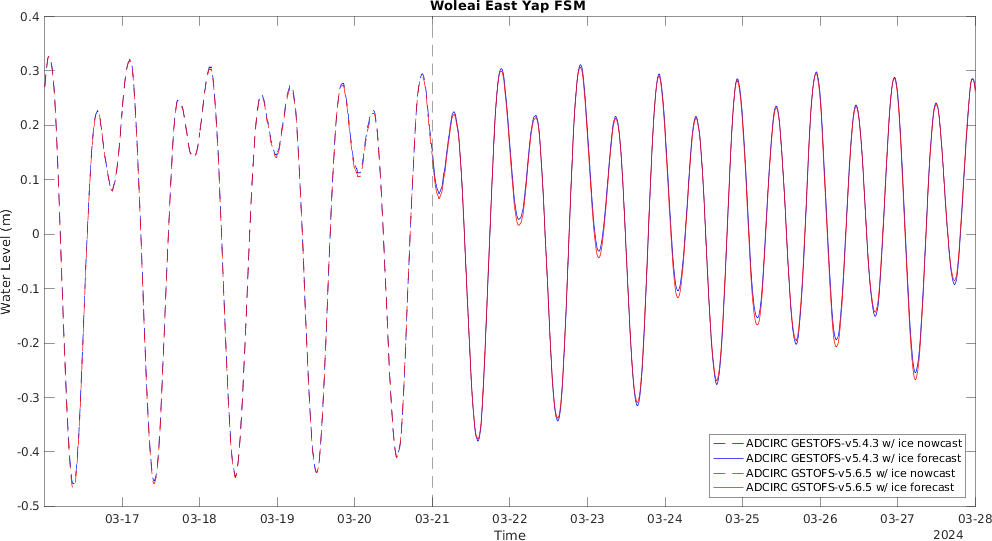 Woleai East Yap FSM
0.4
0.3
0.2
0.1
0
-0.1
-0.2
-0.3
-0.4
-0.5
Water Level (m)
ADCIRC GESTOFS-v5.4.3 w/ ice nowcast
ADCIRC GESTOFS-v5.4.3 w/ ice forecast
ADCIRC GSTOFS-v5.6.5 w/ ice nowcast
ADCIRC GSTOFS-v5.6.5 w/ ice forecast
03-17 03-18 03-19 03-20 03-21 03-22 03-23 03-24 03-25 03-26 03-27 03-28
Time
2024